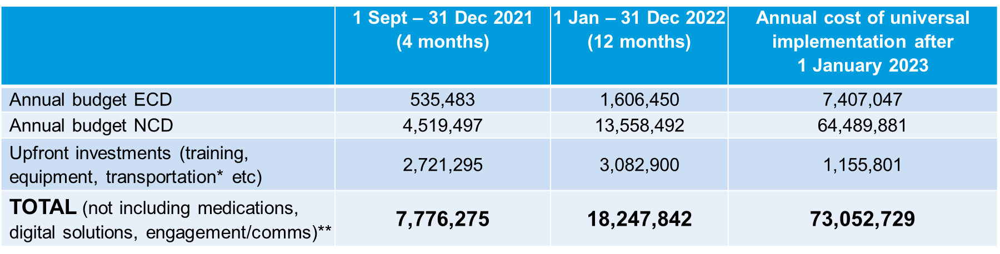 1 Sept – 31 Dec 2021
(4 months)
1 Jan – 31 Dec 2022
(12 months)
Annual cost of universal
implementation after
1 January 2023
Annual budget ECD
535,483
1,606,450
7,407,047
Annual budget NCD
4,519,497
13,558,492
64,489,881
Upfront investments (training,
equipment, transportation* etc)
2,721,295
3,082,900
1,155,801
TOTAL (not including medications,
digital solutions, engagement/comms)**
7,776,275
18,247,842
73,052,729